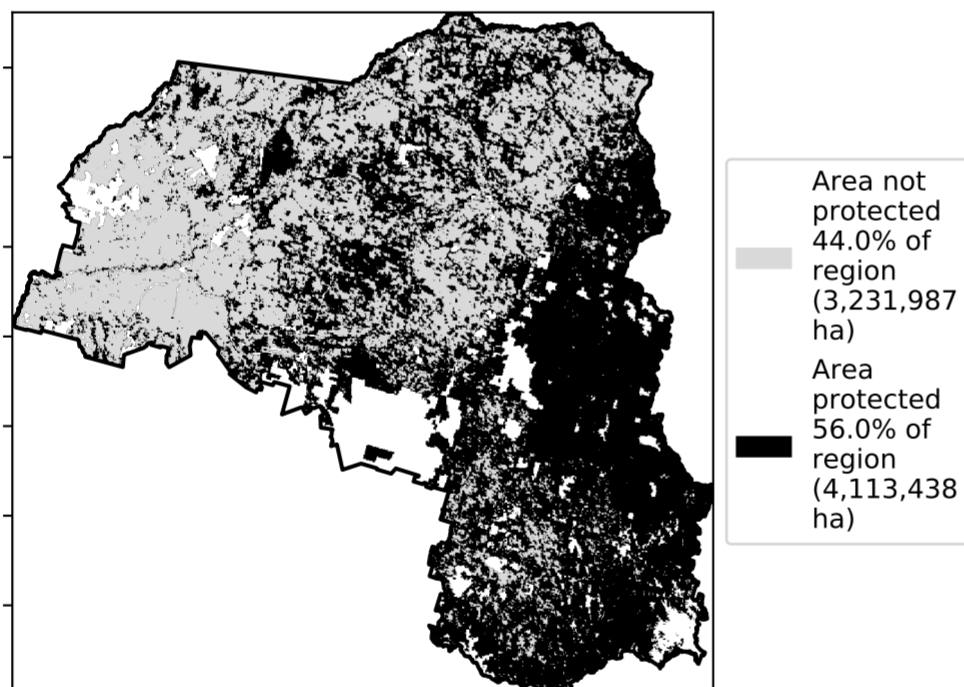 Area not
protected
44.0% of
region
(3,231,987
ha)
Area
protected
56.0% of
region
(4,113,438
ha)